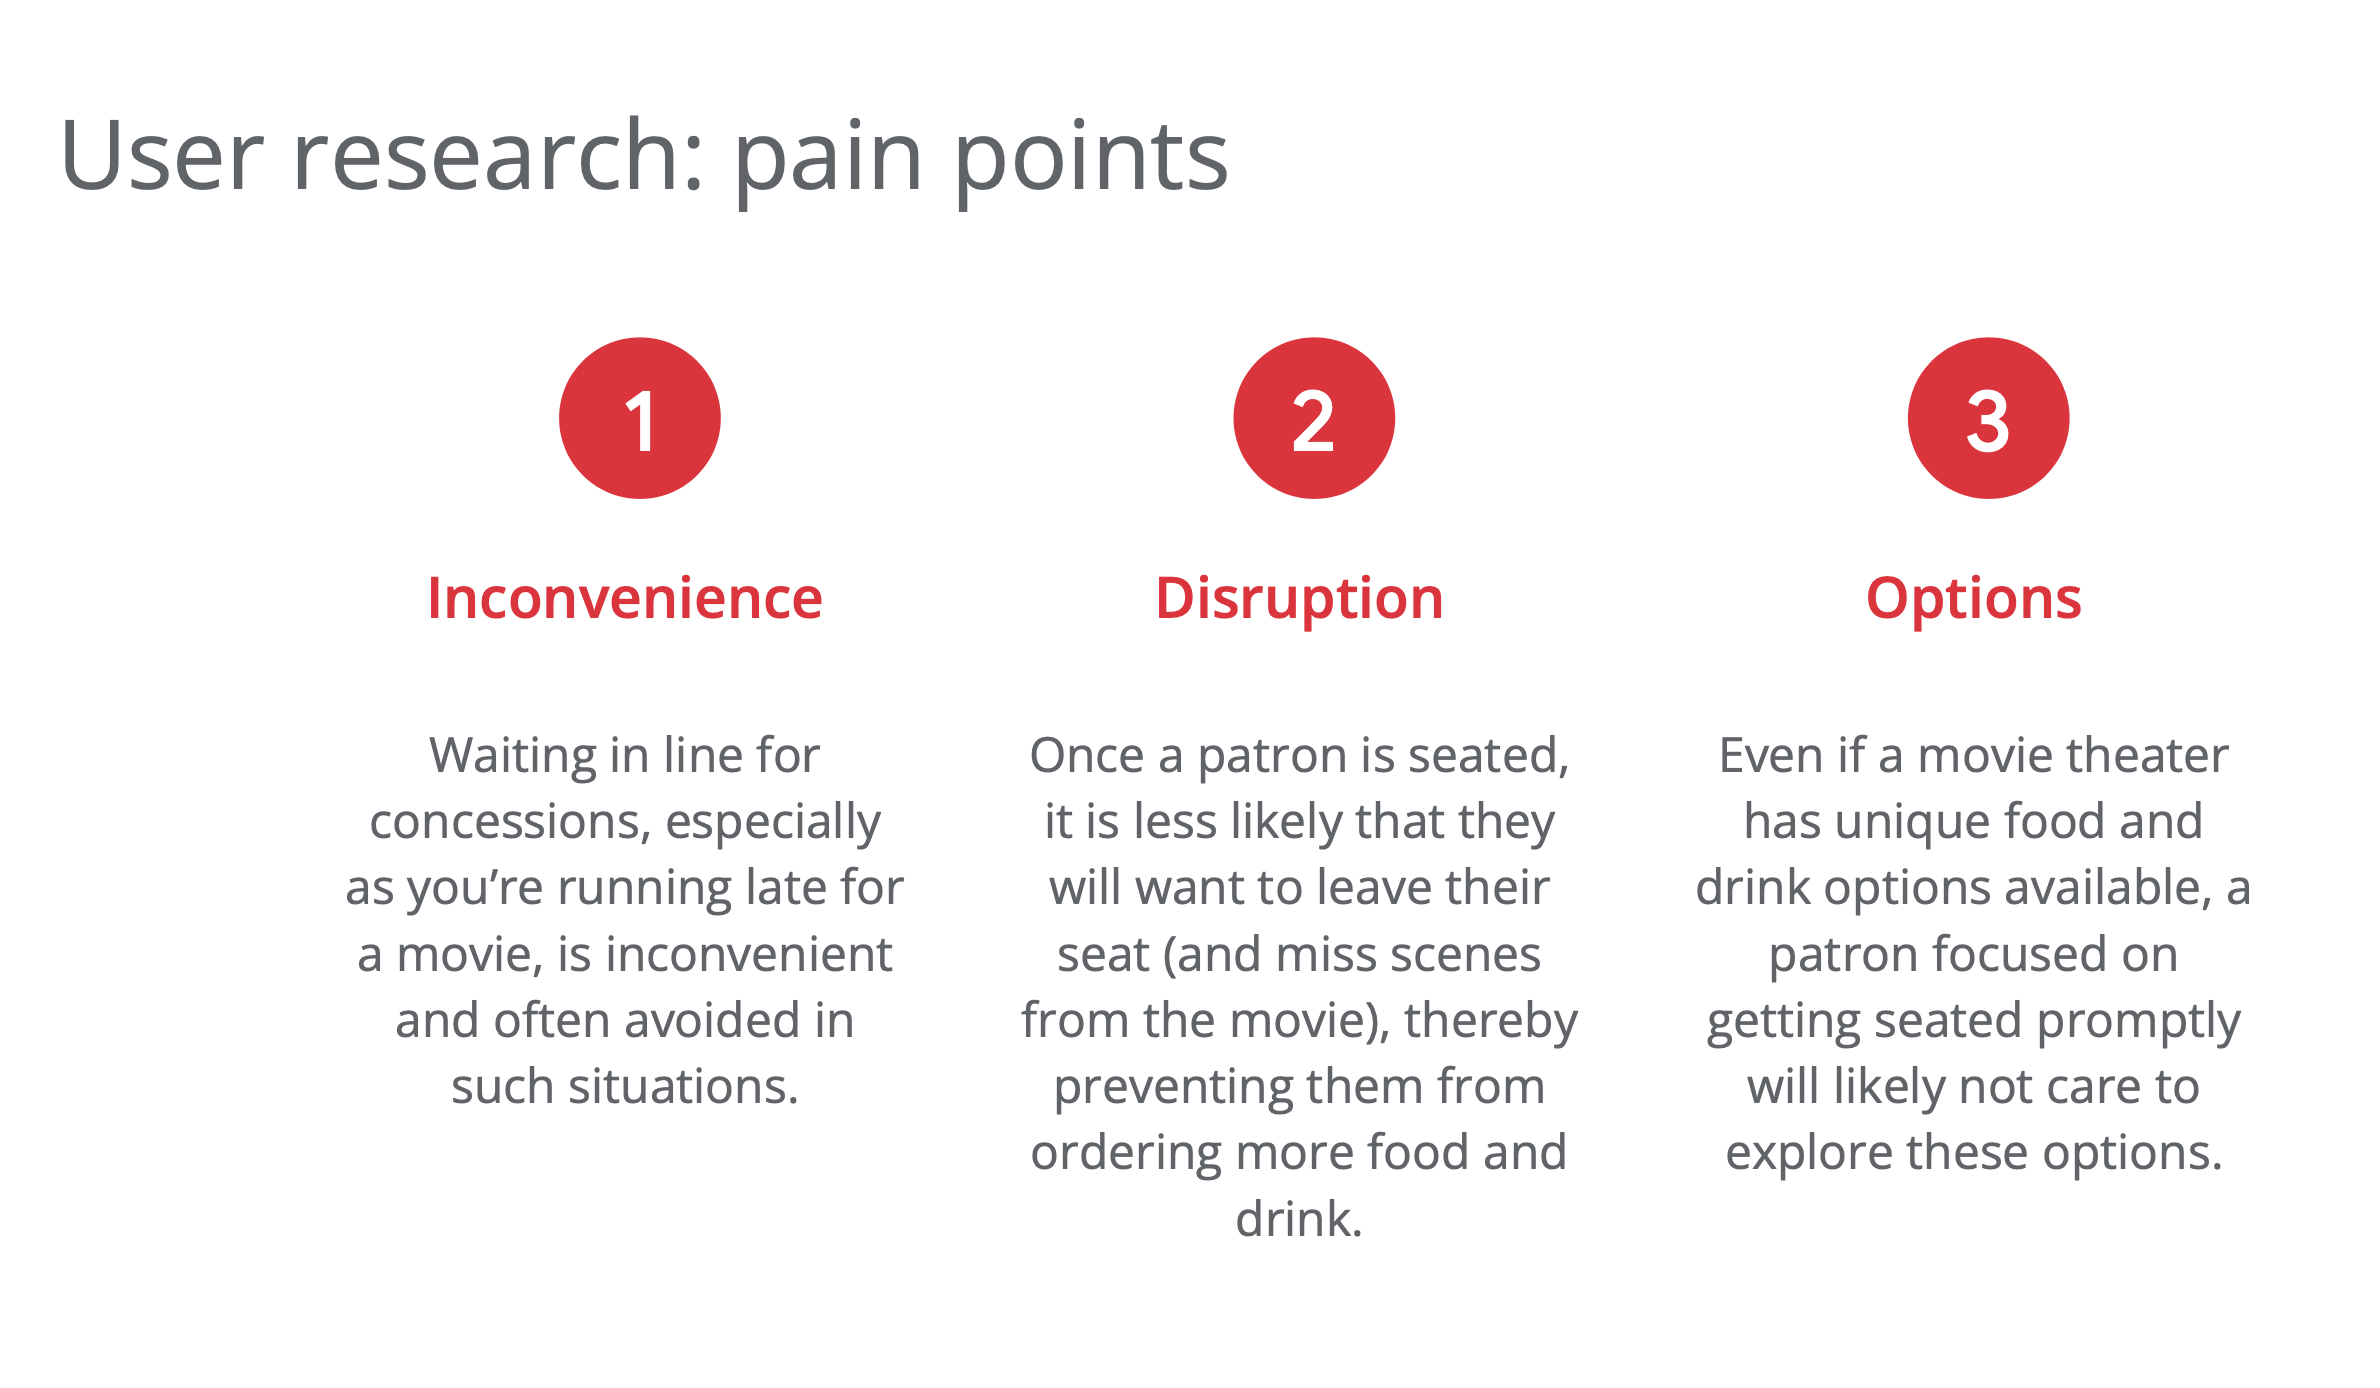 User research: pain points
1
Inconvenience
Waiting in line for
concessions, especially
as you’re running late for
a movie, is inconvenient
and often avoided in
such situations.
2
Disruption
Once a patron is seated,
it is less likely that they
will want to leave their
seat (and miss scenes
from the movie), thereby
preventing them from
ordering more food and
drink.
3
Options
Even if a movie theater
has unique food and
drink options available, a
patron focused on
getting seated promptly
will likely not care to
explore these options.